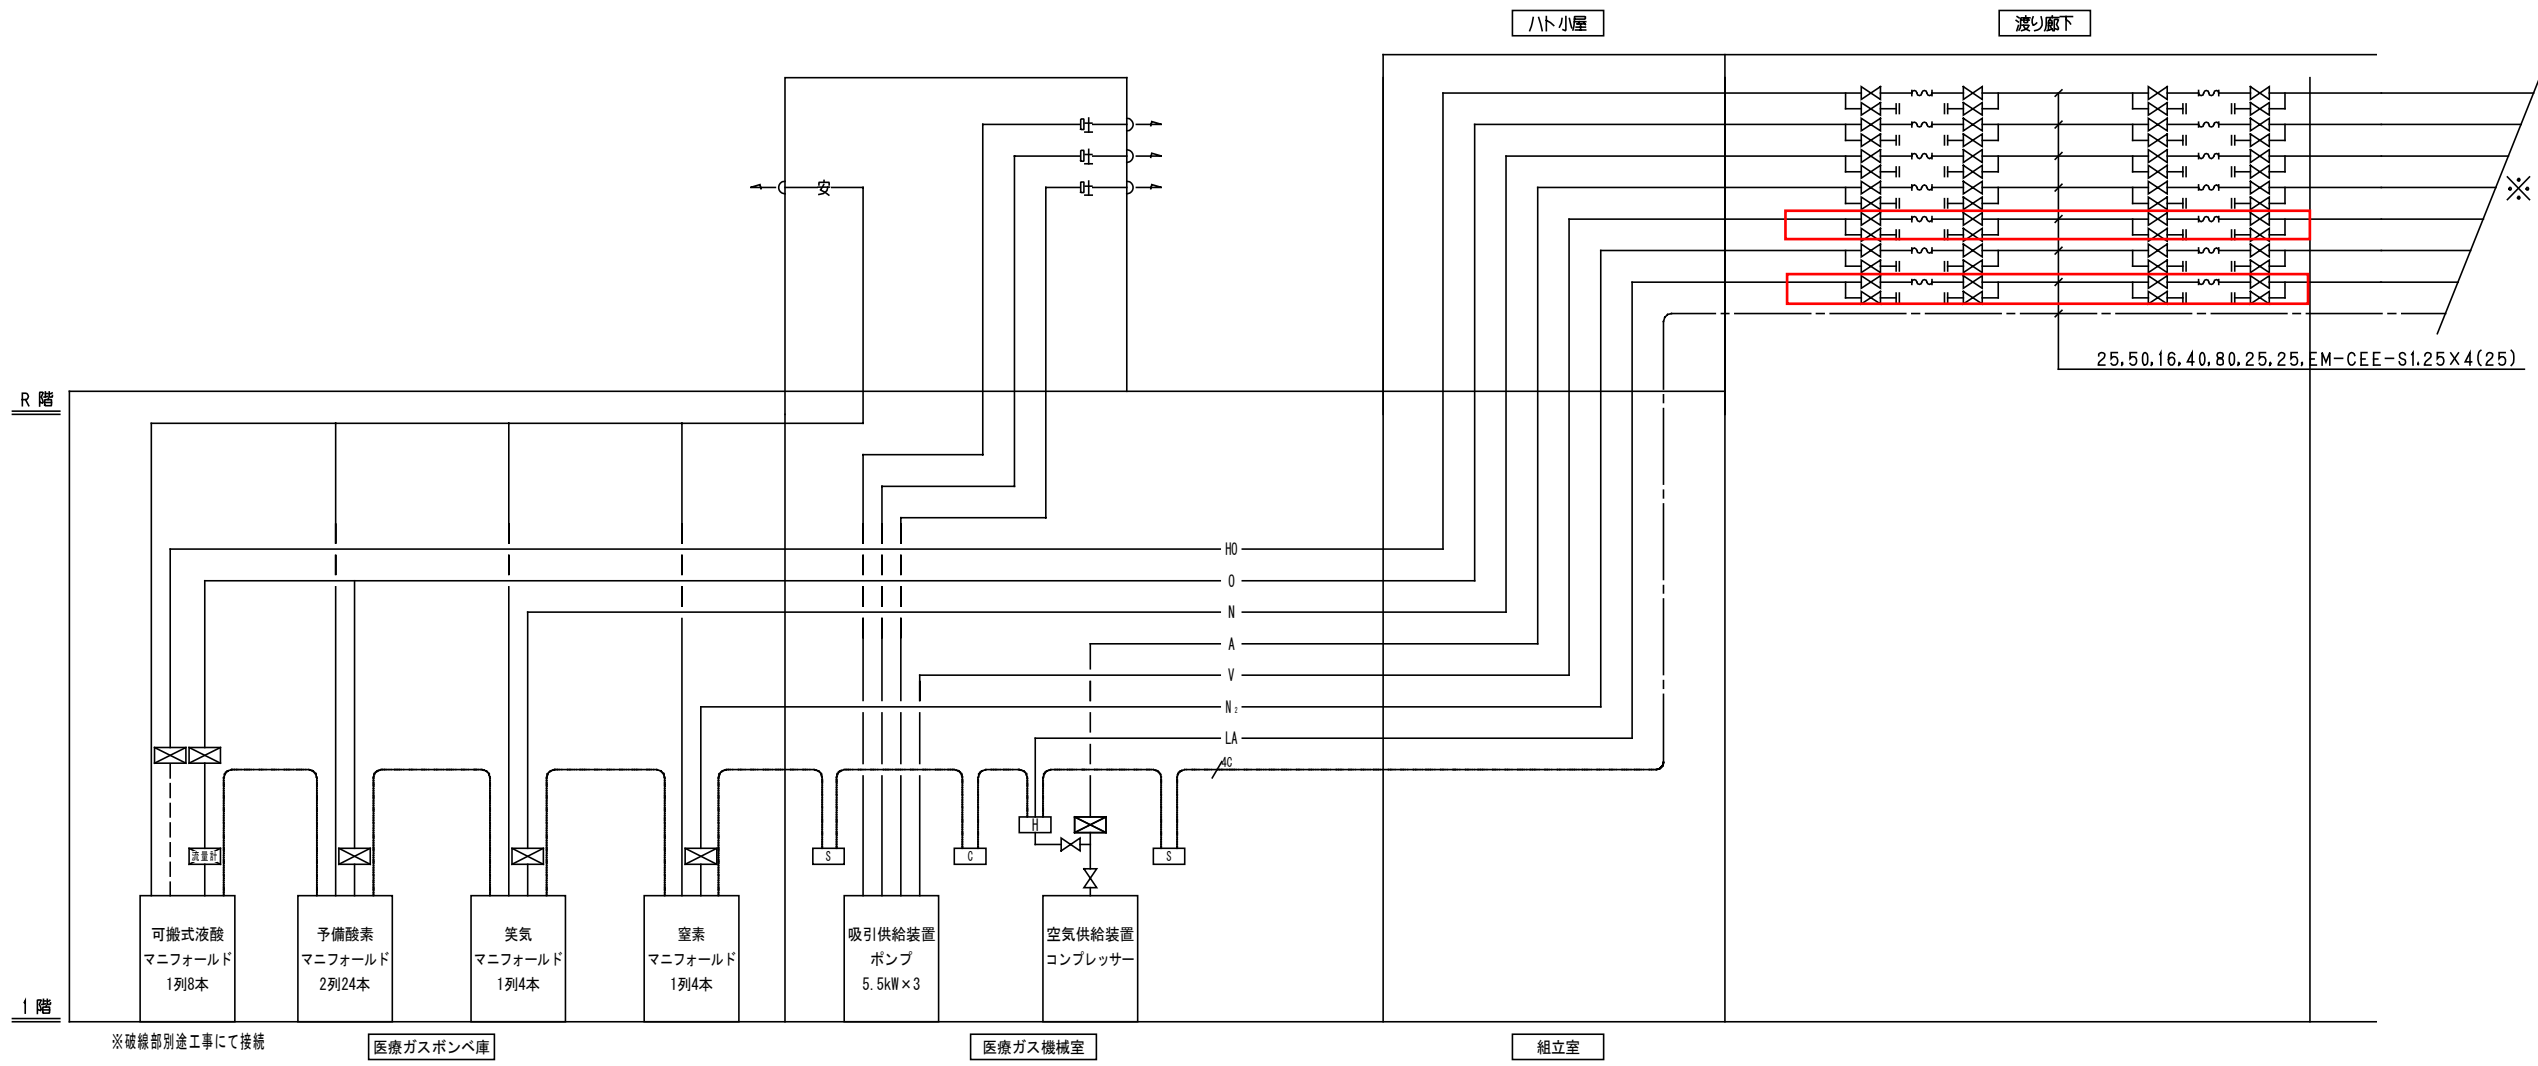 ハト小屋
渡り廊下
吐
吐
安
吐
※
25,50,16,40,80,25,25,EM-CEE-S1.25×4(25)
R 階
HO
O
N
A
V
N₂
LA
4C
H
流量計
S
C
S
可搬式液酸
マニフォールド
1列8本
予備酸素
マニフォールド
2列24本
笑気
マニフォールド
1列4本
窒素
マニフォールド
1列4本
吸引供給装置
ポンプ
5.5kW×3
空気供給装置
コンプレッサー
1 階
※破線部別途工事にて接続
医療ガスボンベ庫
医療ガス機械室
組立室